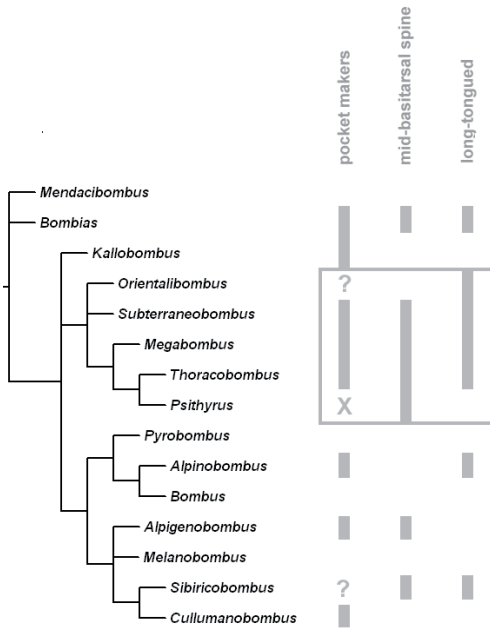 pocket makers
mid-basitarsal spine
long-tongued
Mendacibombus
Bombias
Kallobombus
Orientalibombus ?
Subterraneobombus
Megabombus
Thoracobombus
Psithyrus X
Pyrobombus
Alpinobombus
Bombus
Alpigenobombus
Melanobombus
Sibiricobombus ?
Cullumanobombus